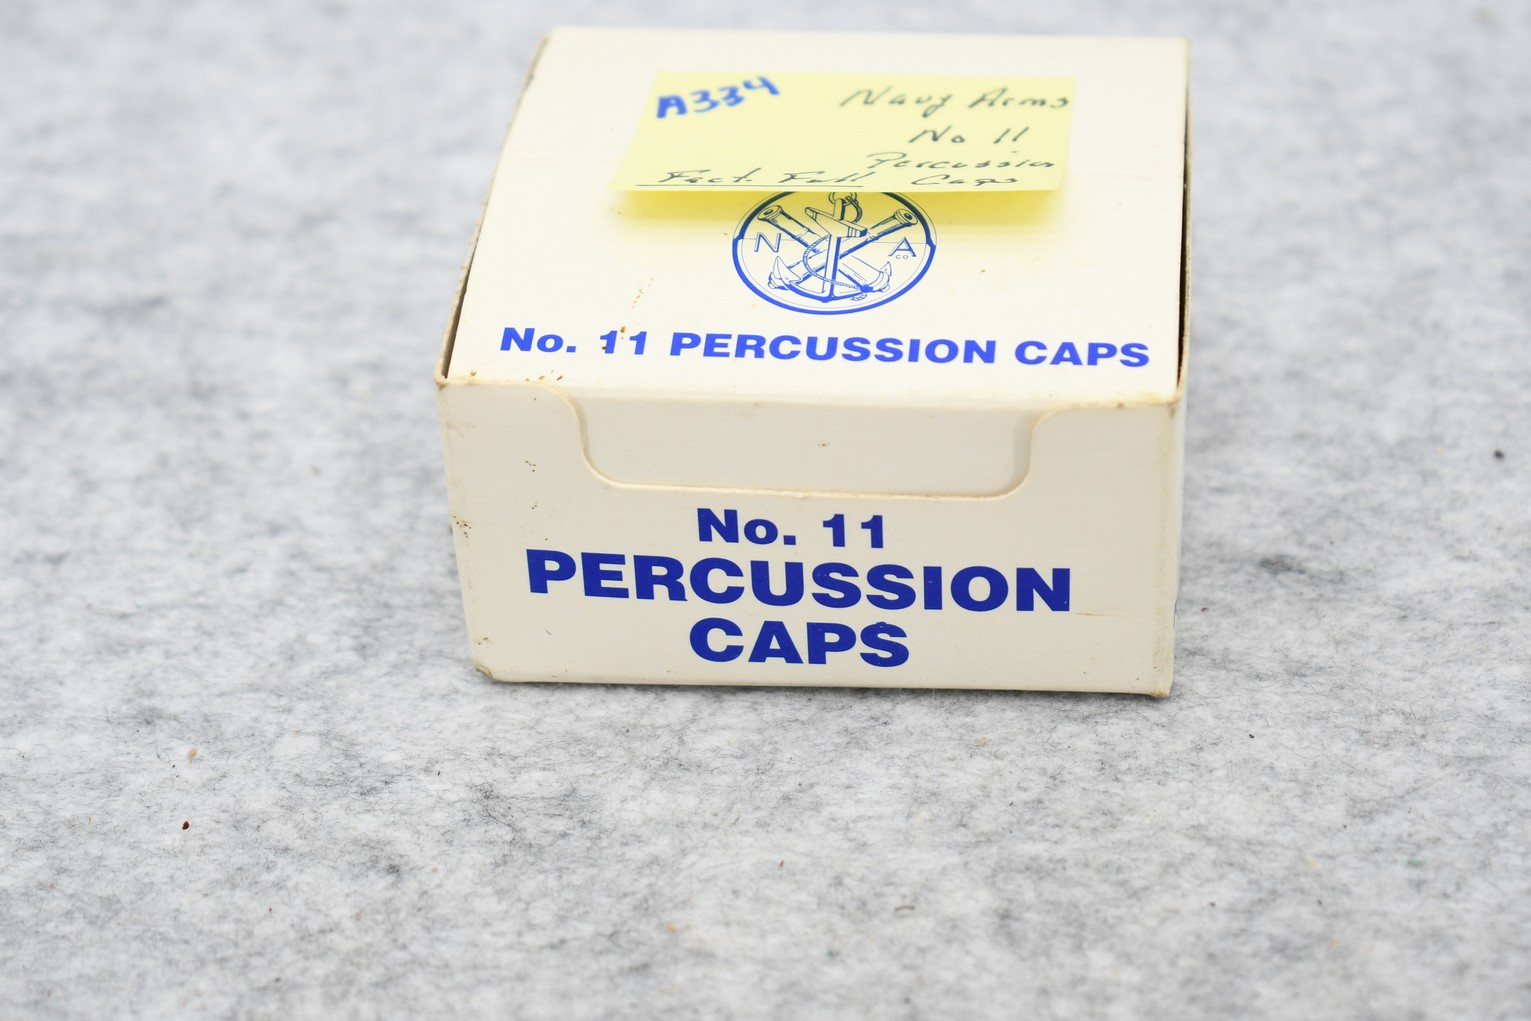 A334
Navy Arms
No 11
Percussion
Fact. Full Caps
N A
CO
No. 11 PERCUSSION CAPS
No. 11
PERCUSSION
CAPS